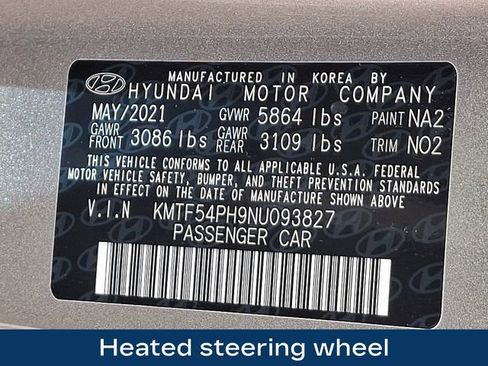 MANUFACTURED IN KOREA BY
HYUNDAI MOTOR COMPANY
MAY/2021 GVWR 5864 lbs PAINT NA2
GAWR FRONT 3086 lbs GAWR REAR 3109 lbs TRIM NO2
THIS VEHICLE CONFORMS TO ALL APPLICABLE U.S.A. FEDERAL
MOTOR VEHICLE SAFETY, BUMPER, AND THEFT PREVENTION STANDARDS
IN EFFECT ON THE DATE OF MANUFACTURE SHOWN ABOVE.
V.I.N KMTF54PH9NU093827
PASSENGER CAR
Heated steering wheel